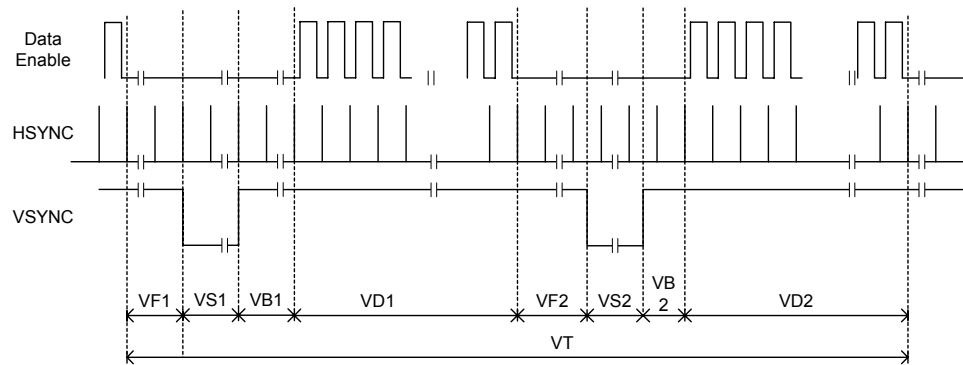 Data
Enable
HSYNC
VSYNC
VF1
VS1
VB1
VD1
VF2
VS2
VB
2
VD2
VT